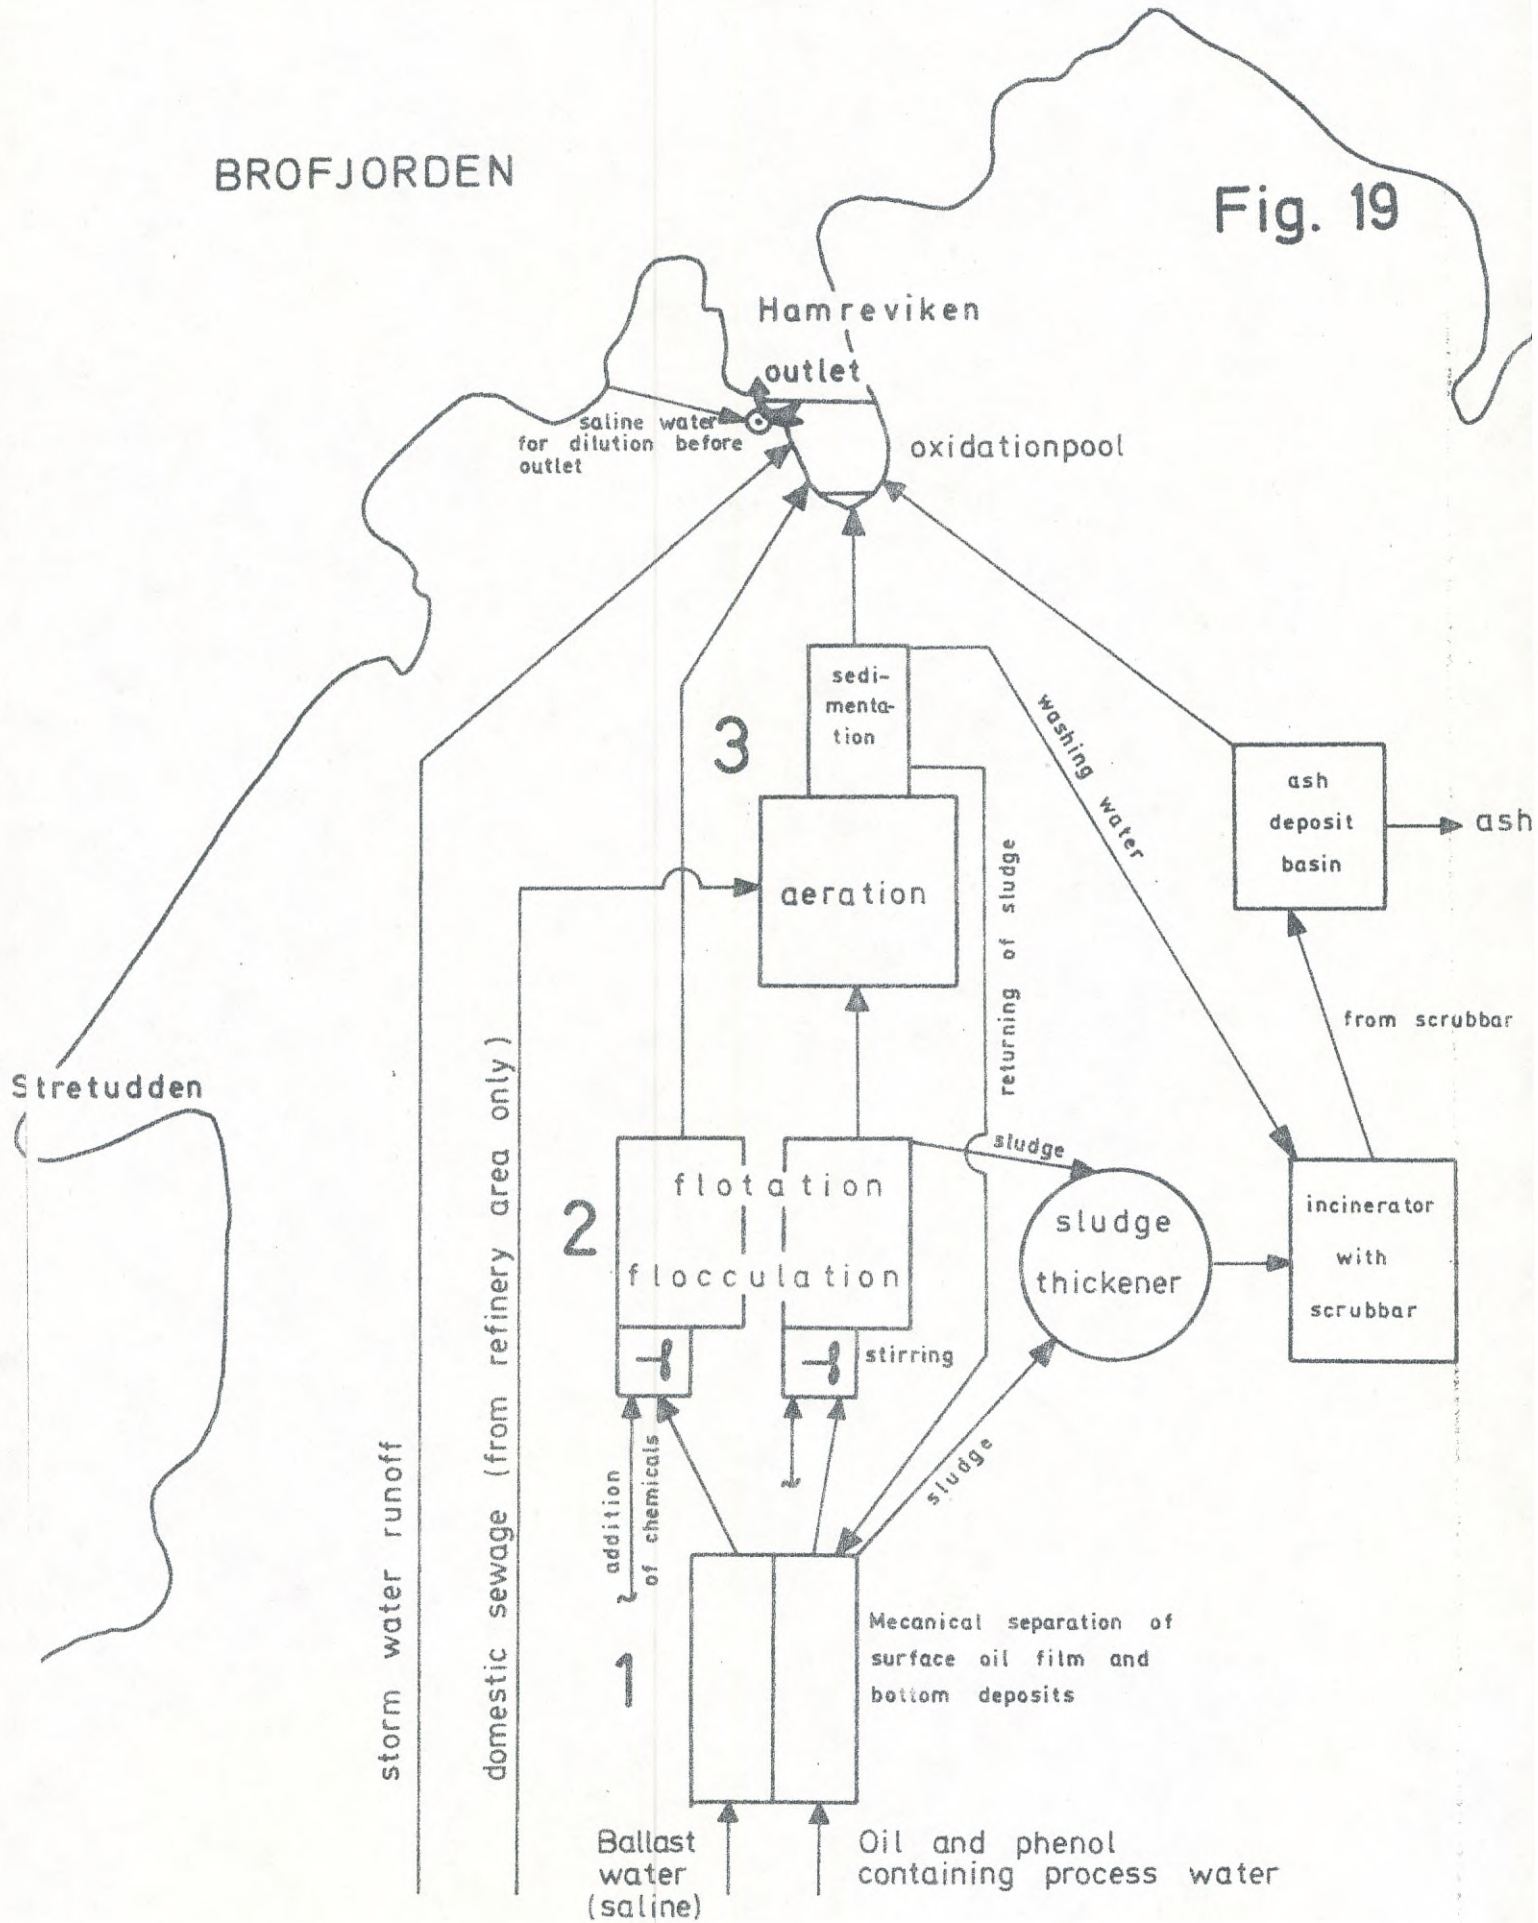 BROFJORDEN
Fig. 19
Hamreviken
outlet
saline water
for dilution before
outlet
oxidationpool
sedi-
menta-
tion
3
washing water
ash
deposit
basin
ash
aeration
returning of sludge
from scrubbar
Stretudden
sludge
flotation
2
flocculation
sludge
thickener
incinerator
with
scrubbar
stirring
addition
of chemicals
sludge
storm water runoff
domestic sewage (from refinery area only)
1
Mecanical separation of
surface oil film and
bottom deposits
Ballast
water
(saline)
Oil and phenol
containing process water